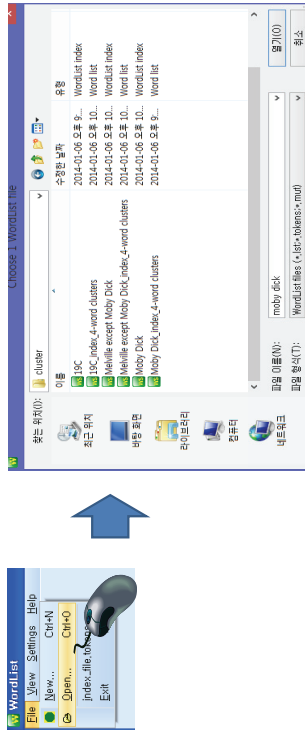 WordList
File View Settings Help
New... Ctrl+N
Open... Ctrl+O
index_file.tokens
Exit
Choose 1 WordList file
찾는 위치(I): cluster
최근 위치
바탕 화면
라이브러리
컴퓨터
네트워크
이름 수정한 날짜 유형
19C 2014-01-06 오후 9... WordList index
19C_index_4-word clusters 2014-01-06 오후 10... Word list
Melville except Moby Dick 2014-01-06 오후 10... WordList index
Melville except Moby Dick_index_4-word clusters 2014-01-06 오후 10... Word list
Moby Dick 2014-01-06 오후 10... WordList index
Moby Dick_index_4-word clusters 2014-01-06 오후 9... Word list
파일 이름(N): moby dick 열기(O)
파일 형식(T): WordList files (*.lst;*.tokens;*.mut) 취소